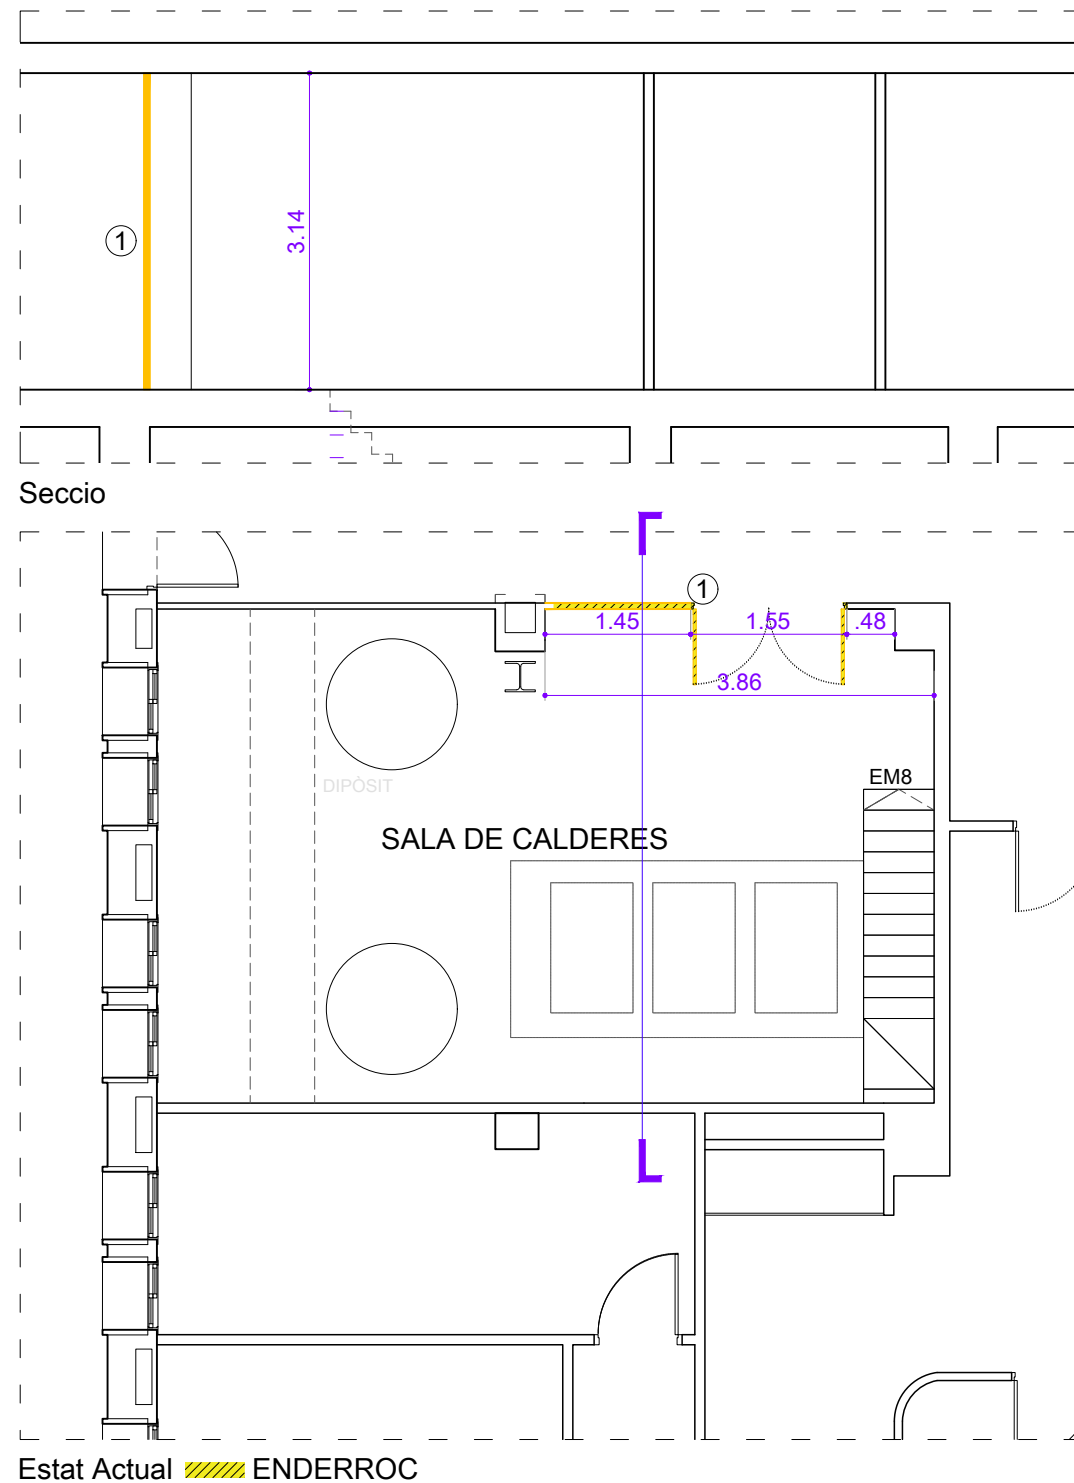 3.14
1
Seccio
1
1.45 1.55 .48
3.86
EM8
DIPÒSIT
SALA DE CALDERES
Estat Actual ENDERROC